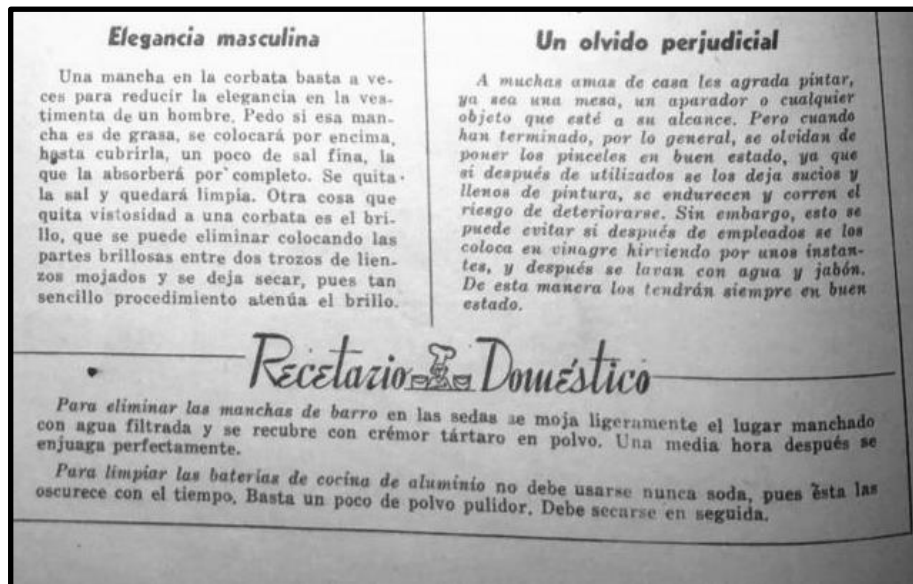 Elegancia masculina
Una mancha en la corbata basta a ve-
ces para reducir la elegancia en la ves-
timenta de un hombre. Pedo si esa man-
cha es de grasa, se colocará por encima,
hasta cubrirla, un poco de sal fina, la
que la absorberá por completo. Se quita
la sal y quedará limpia. Otra cosa que
quita vistosidad a una corbata es el bri-
llo, que se puede eliminar colocando las
partes brillosas entre dos trozos de lien-
zos mojados y se deja secar, pues tan
sencillo procedimiento atenúa el brillo.
Un olvido perjudicial
A muchas amas de casa les agrada pintar,
ya sea una mesa, un aparador o cualquier
objeto que esté a su alcance. Pero cuando
han terminado, por lo general, se olvidan de
poner los pinceles en buen estado, ya que
si después de utilizados se los deja sucios y
llenos de pintura, se endurecen y corren el
riesgo de deteriorarse. Sin embargo, esto se
puede evitar si después de empleados se los
coloca en vinagre hirviendo por unos instan-
tes, y después se lavan con agua y jabón.
De esta manera los tendrán siempre en buen
estado.
Recetario Doméstico
Para eliminar las manchas de barro en las sedas se moja ligeramente el lugar manchado
con agua filtrada y se recubre con crémor tártaro en polvo. Una media hora después se
enjuaga perfectamente.
Para limpiar las baterías de cocina de aluminio no debe usarse nunca soda, pues ésta las
oscurece con el tiempo. Basta un poco de polvo pulidor. Debe secarse en seguida.